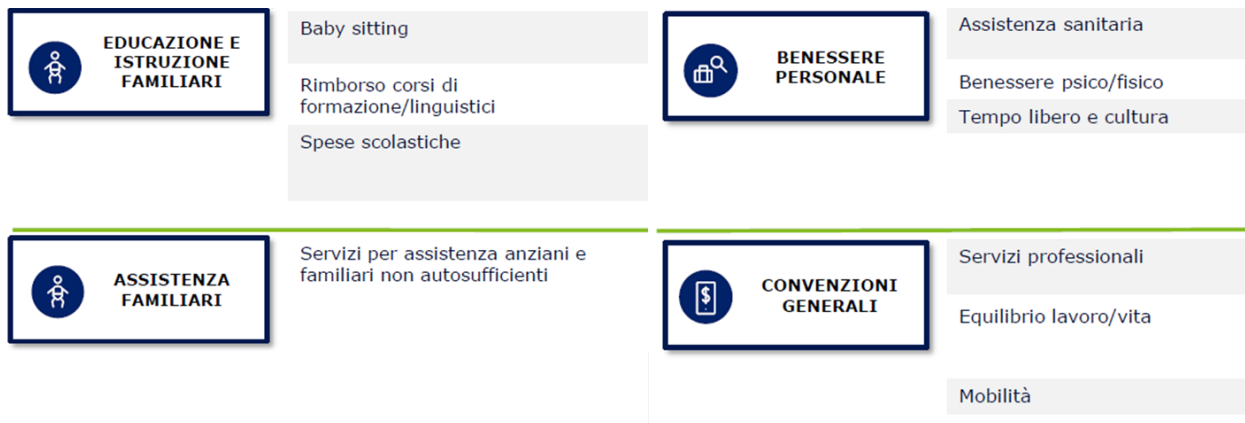 EDUCAZIONE E
ISTRUZIONE
FAMILIARI
Baby sitting
Rimborso corsi di
formazione/linguistici
Spese scolastiche
BENESSERE
PERSONALE
Assistenza sanitaria
Benessere psico/fisico
Tempo libero e cultura
ASSISTENZA
FAMILIARI
Servizi per assistenza anziani e
familiari non autosufficienti
$
CONVENZIONI
GENERALI
Servizi professionali
Equilibrio lavoro/vita
Mobilità